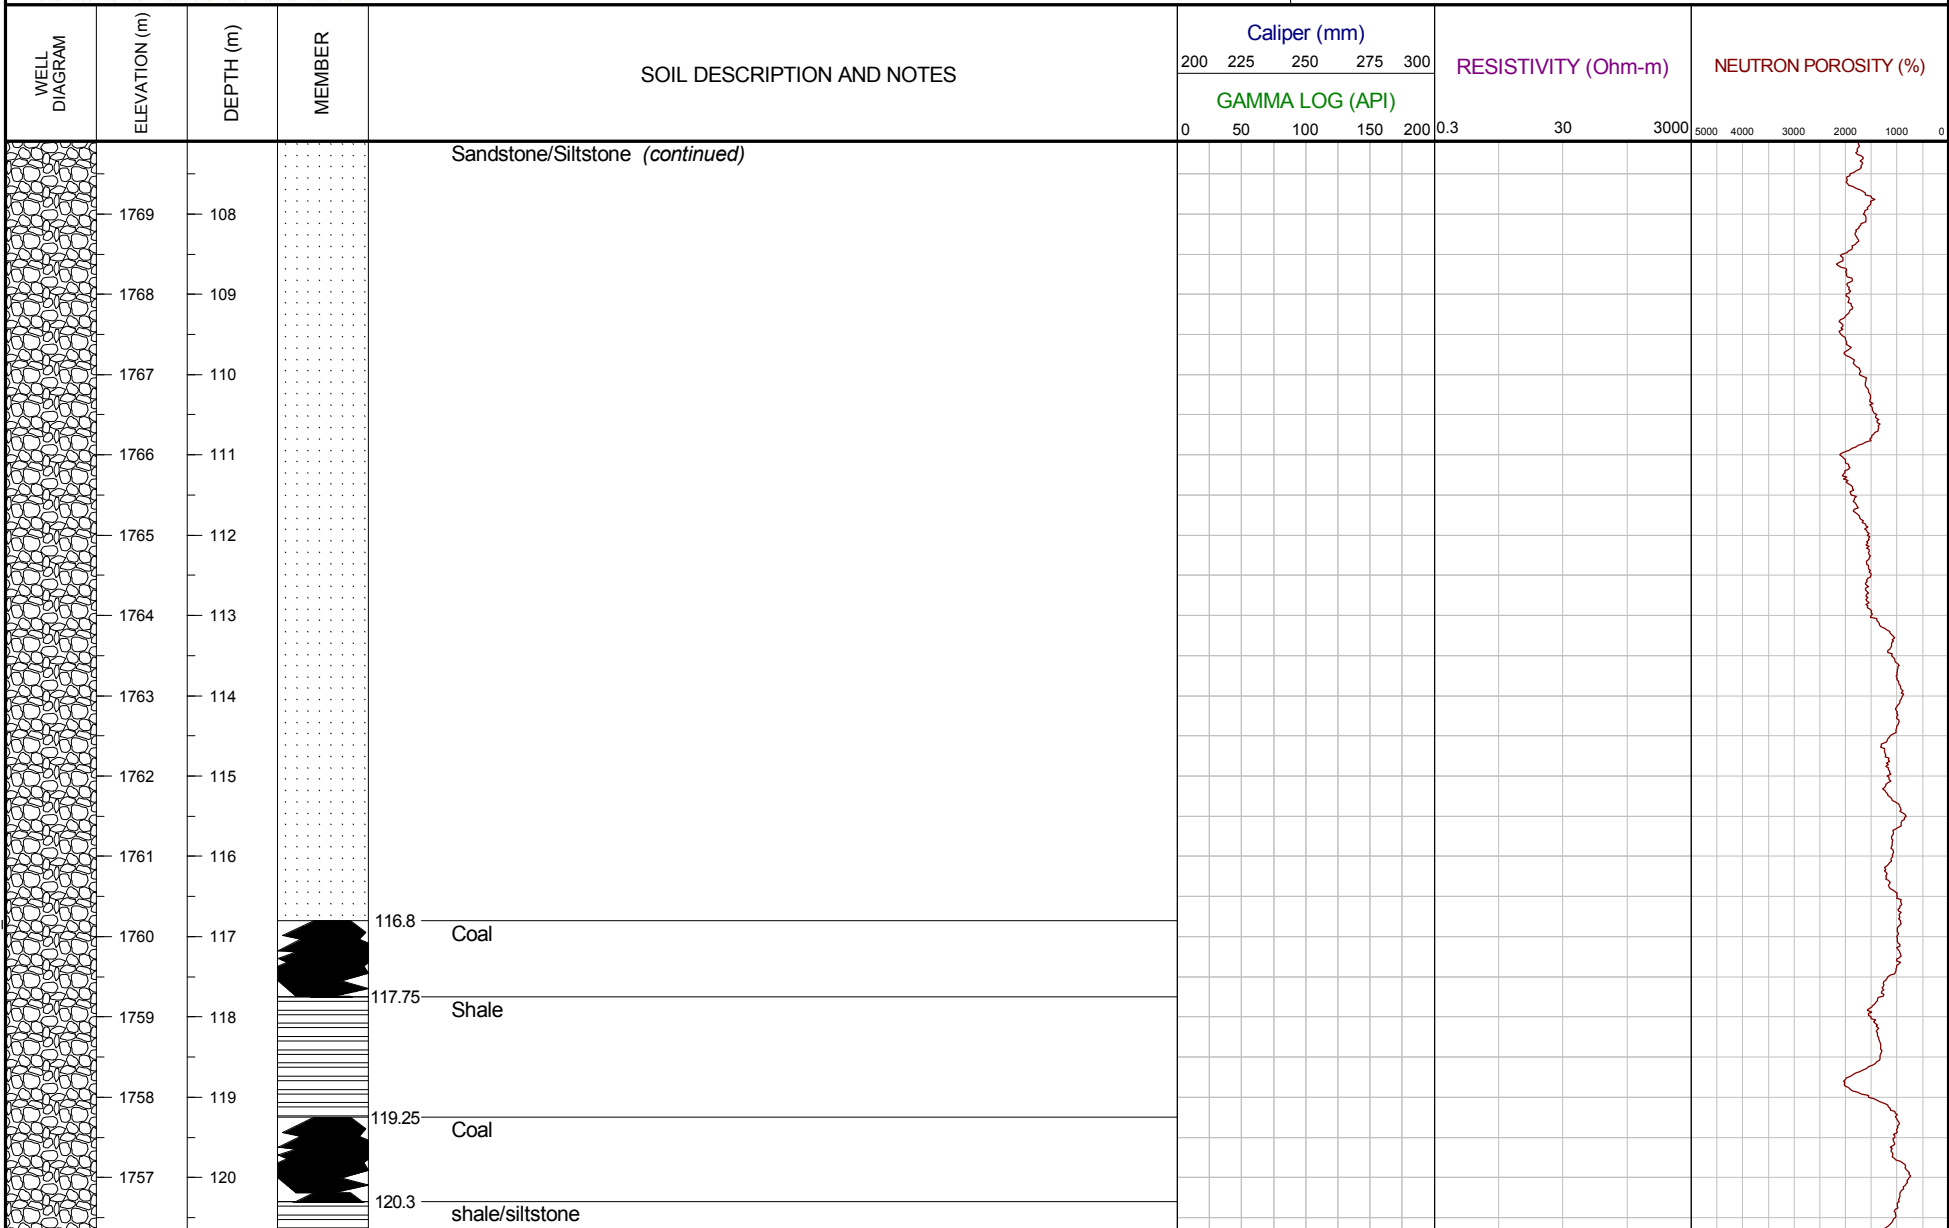 WELL DIAGRAM
ELEVATION (m)
DEPTH (m)
MEMBER
SOIL DESCRIPTION AND NOTES
Caliper (mm)
200 225 250 275 300
GAMMA LOG (API)
0 50 100 150 200
RESISTIVITY (Ohm-m)
0.3 30 3000
NEUTRON POROSITY (%)
5000 4000 3000 2000 1000 0
Sandstone/Siltstone (continued)
1769 108
1768 109
1767 110
1766 111
1765 112
1764 113
1763 114
1762 115
1761 116
116.8
Coal
1760 117
117.75
Shale
1759 118
1758 119
119.25
Coal
1757 120
120.3
shale/siltstone